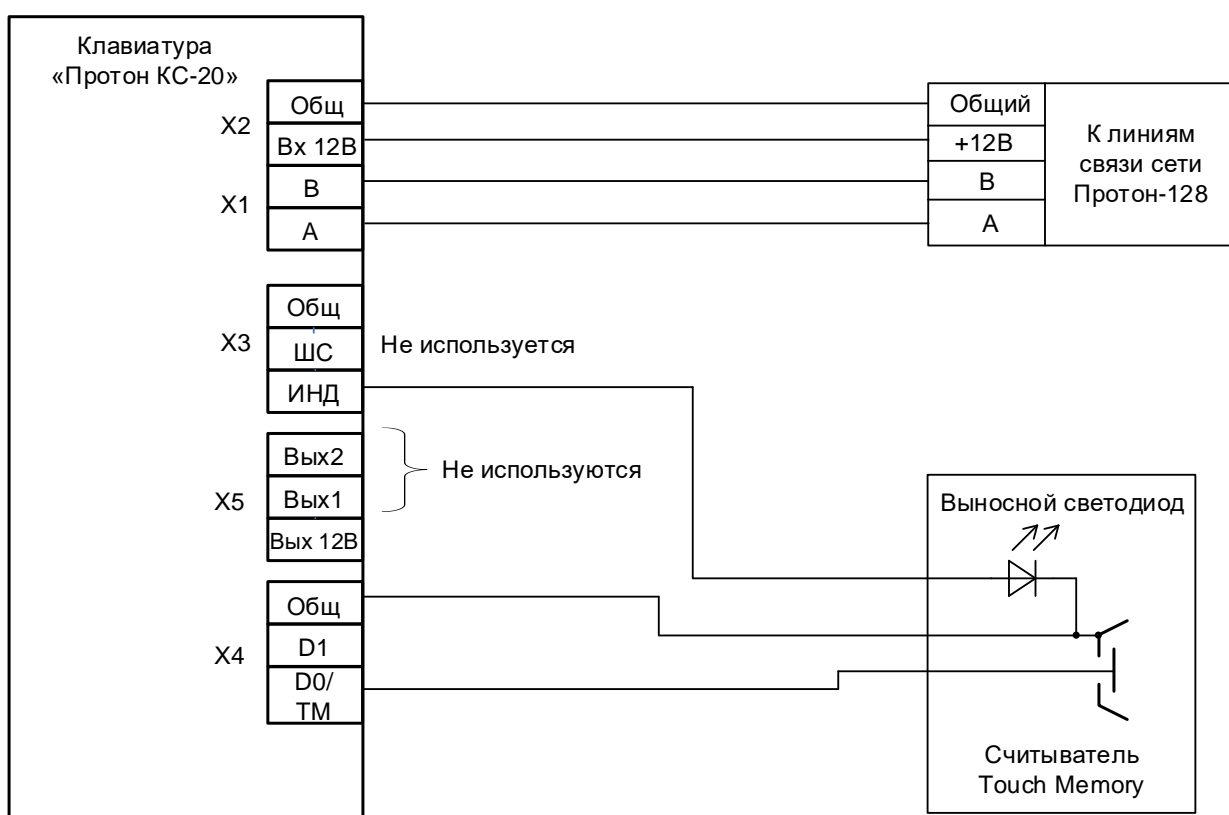 Клавиатура
«Протон КС-20»
X2
Общ
Вх 12В
X1
В
А
Общий
+12В
В
А
К линиям
связи сети
Протон-128
X3
Общ
ШС
ИНД
Не используется
X5
Вых2
Вых1
Вых 12В
Не используются
X4
Общ
D1
D0/
TM
Выносной светодиод
Считыватель
Touch Memory